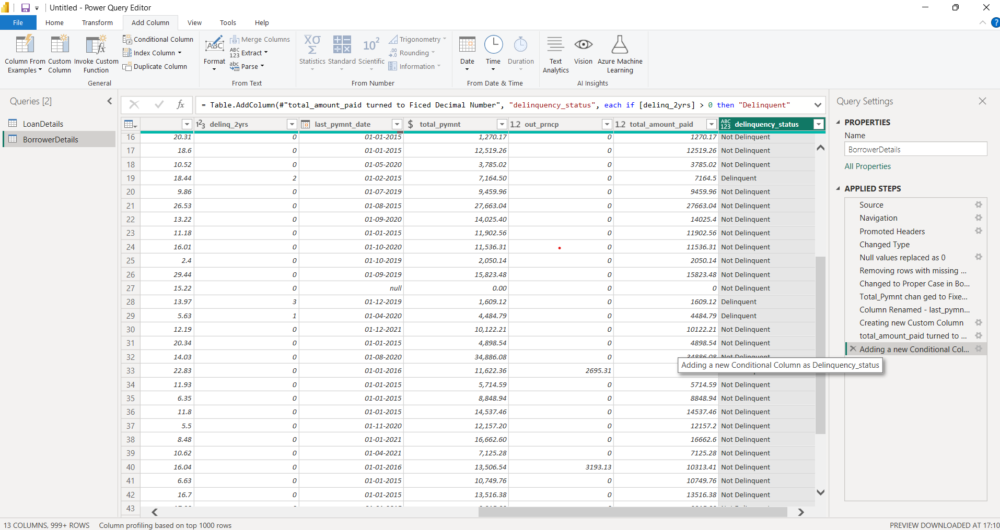 Untitled - Power Query Editor
File Home Transform Add Column View Tools Help
Column From Examples
Custom Column
Invoke Custom Function
Conditional Column
Index Column
Duplicate Column
General
Format
Merge Columns
Extract
Parse
From Text
Statistics
Standard
Scientific
Trigonometry
Rounding
Information
From Number
Date
Time
Duration
From Date & Time
Text Analytics
Vision
Azure Machine Learning
AI Insights
Queries [2]
LoanDetails
BorrowerDetails
= Table.AddColumn(#"total_amount_paid turned to Ficed Decimal Number", "delinquency_status", each if [delinq_2yrs] > 0 then "Delinquent"
delinq_2yrs last_pymnt_date total_pymnt out_prncp total_amount_paid delinquency_status
16 20.31 0 01-01-2015 1,270.17 0 1270.17 Not Delinquent
17 18.6 0 01-01-2015 12,519.26 0 12519.26 Not Delinquent
18 10.52 0 01-05-2020 3,785.02 0 3785.02 Not Delinquent
19 18.44 2 01-02-2015 7,164.50 0 7164.5 Delinquent
20 9.86 0 01-07-2019 9,459.96 0 9459.96 Not Delinquent
21 26.53 0 01-08-2015 27,663.04 0 27663.04 Not Delinquent
22 13.22 0 01-09-2020 14,025.40 0 14025.4 Not Delinquent
23 11.18 0 01-01-2015 11,902.56 0 11902.56 Not Delinquent
24 16.01 0 01-10-2020 11,536.31 0 11536.31 Not Delinquent
25 2.4 0 01-10-2019 2,050.14 0 2050.14 Not Delinquent
26 29.44 0 01-09-2019 15,823.48 0 15823.48 Not Delinquent
27 15.22 0 null 0.00 0 0 Not Delinquent
28 13.97 3 01-12-2019 1,609.12 0 1609.12 Delinquent
29 5.63 1 01-04-2020 4,484.79 0 4484.79 Delinquent
30 12.19 0 01-12-2021 10,122.21 0 10122.21 Not Delinquent
31 20.34 0 01-01-2015 4,898.54 0 4898.54 Not Delinquent
32 14.03 0 01-08-2020 34,886.08 0 34886.08 Not Delinquent
33 22.83 0 01-01-2016 11,622.36 2695.31
34 11.93 0 01-01-2015 5,714.59 0 5714.59 Not Delinquent
35 6.35 0 01-01-2015 8,848.94 0 8848.94 Not Delinquent
36 11.8 0 01-01-2015 14,537.46 0 14537.46 Not Delinquent
37 5.5 0 01-11-2020 12,157.20 0 12157.2 Not Delinquent
38 8.48 0 01-01-2021 16,662.60 0 16662.6 Not Delinquent
39 10.62 0 01-04-2021 7,125.28 0 7125.28 Not Delinquent
40 16.04 0 01-01-2016 13,506.54 3193.13 10313.41 Not Delinquent
41 6.63 0 01-01-2015 10,749.76 0 10749.76 Not Delinquent
42 16.7 0 01-01-2015 13,516.38 0 13516.38 Not Delinquent
43
Query Settings
PROPERTIES
Name
BorrowerDetails
All Properties
APPLIED STEPS
Source
Navigation
Promoted Headers
Changed Type
Null values replaced as 0
Removing rows with missing ...
Changed to Proper Case in Bo...
Total_Pymnt chan ged to Fixe...
Column Renamed - last_pymn...
Creating new Custom Column
total_amount_paid turned to ...
Adding a new Conditional Col...
Adding a new Conditional Column as Delinquency_status
13 COLUMNS, 999+ ROWS Column profiling based on top 1000 rows
PREVIEW DOWNLOADED AT 17:10